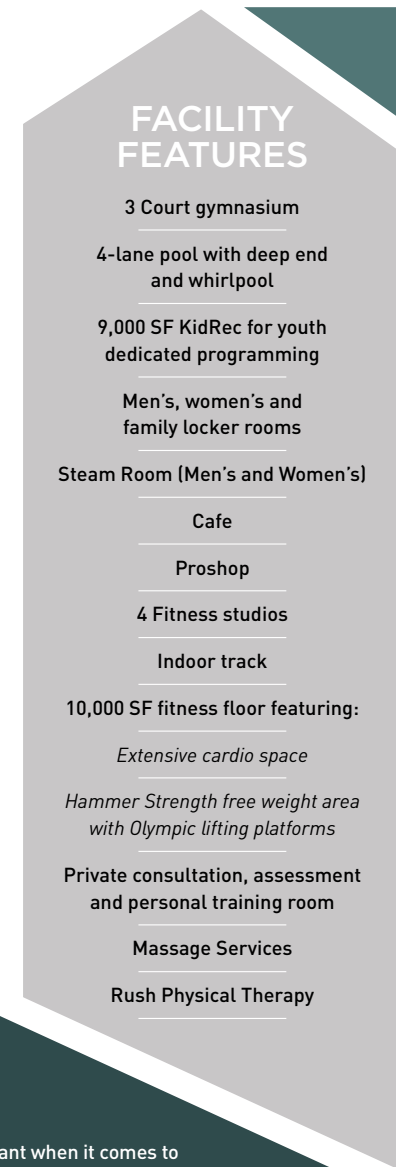 FACILITY
FEATURES
3 Court gymnasium
4-lane pool with deep end
and whirlpool
9,000 SF KidRec for youth
dedicated programming
Men's, women's and
family locker rooms
Steam Room (Men's and Women's)
Cafe
Proshop
4 Fitness studios
Indoor track
10,000 SF fitness floor featuring:
Extensive cardio space
Hammer Strength free weight area
with Olympic lifting platforms
Private consultation, assessment
and personal training room
Massage Services
Rush Physical Therapy
when it comes to